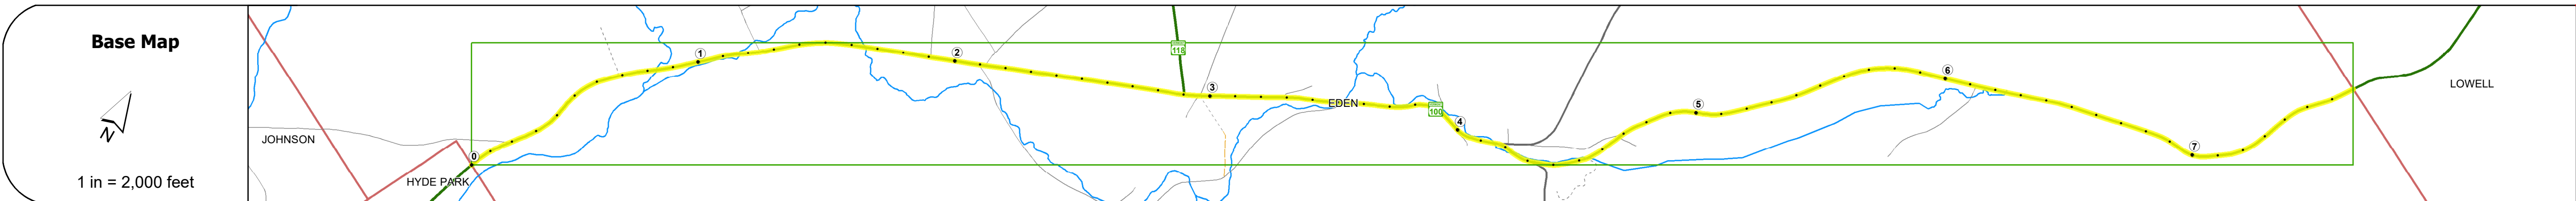 Base Map
N
1 in = 2,000 feet
JOHNSON
HYDE PARK
0
1
2
118
3
EDEN
100
4
5
6
7
LOWELL